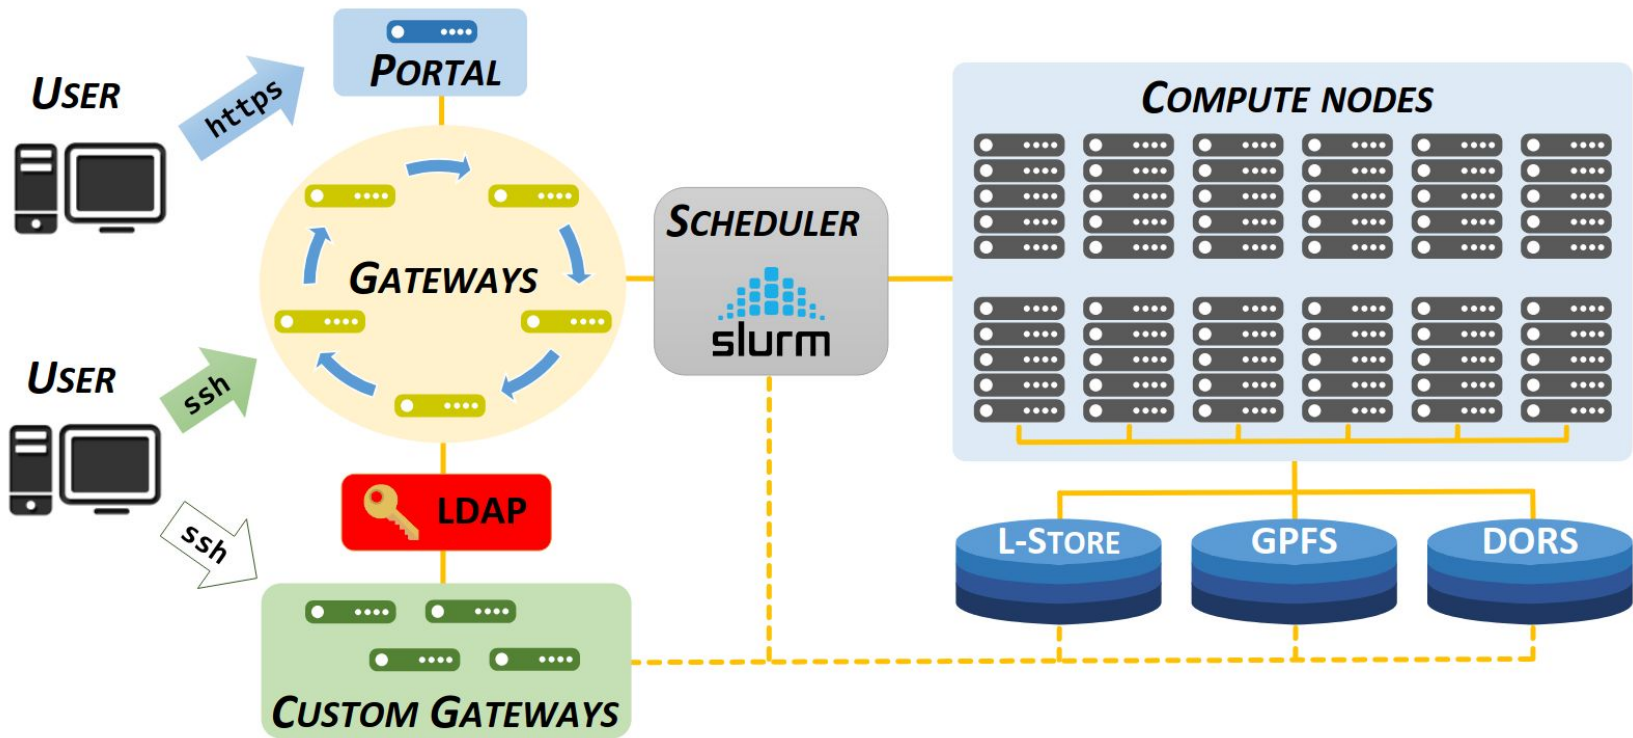 USER
https
PORTAL
GATEWAYS
SCHEDULER
slurm
COMPUTE NODES
USER
ssh
ssh
LDAP
CUSTOM GATEWAYS
L-STORE
GPFS
DORS